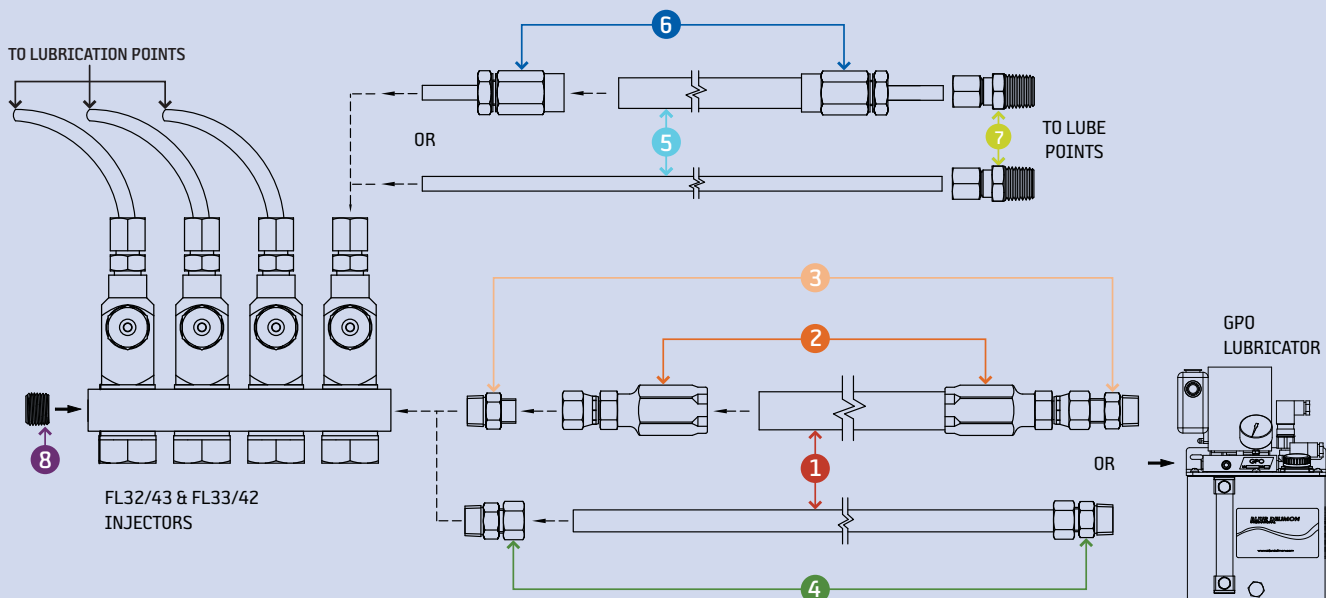 6
TO LUBRICATION POINTS
OR
5
7
TO LUBE
POINTS
3
2
GPO
LUBRICATOR
8
1
OR
FL32/43 & FL33/42
INJECTORS
4
GPO